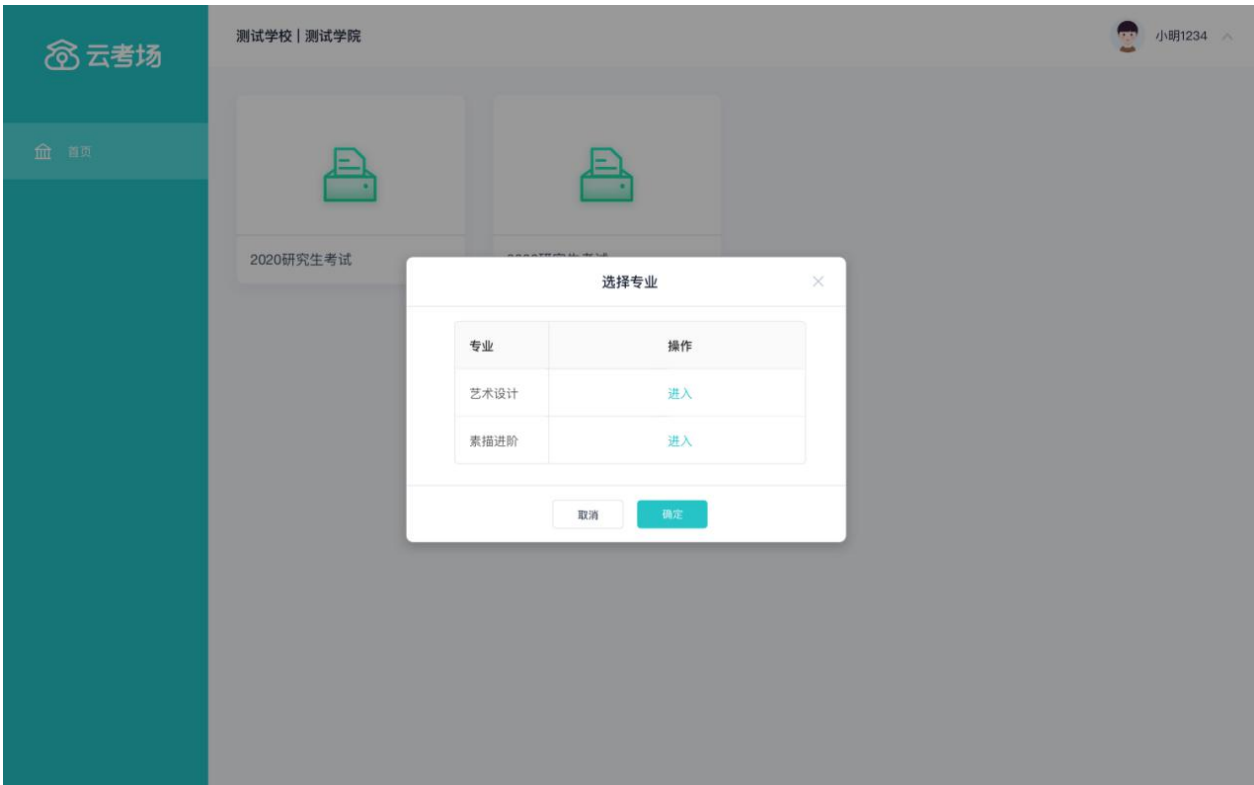 云考场
测试学校 | 测试学院
小明1234
首页
2020研究生考试
选择专业
专业
操作
艺术设计
进入
素描进阶
进入
取消
确定